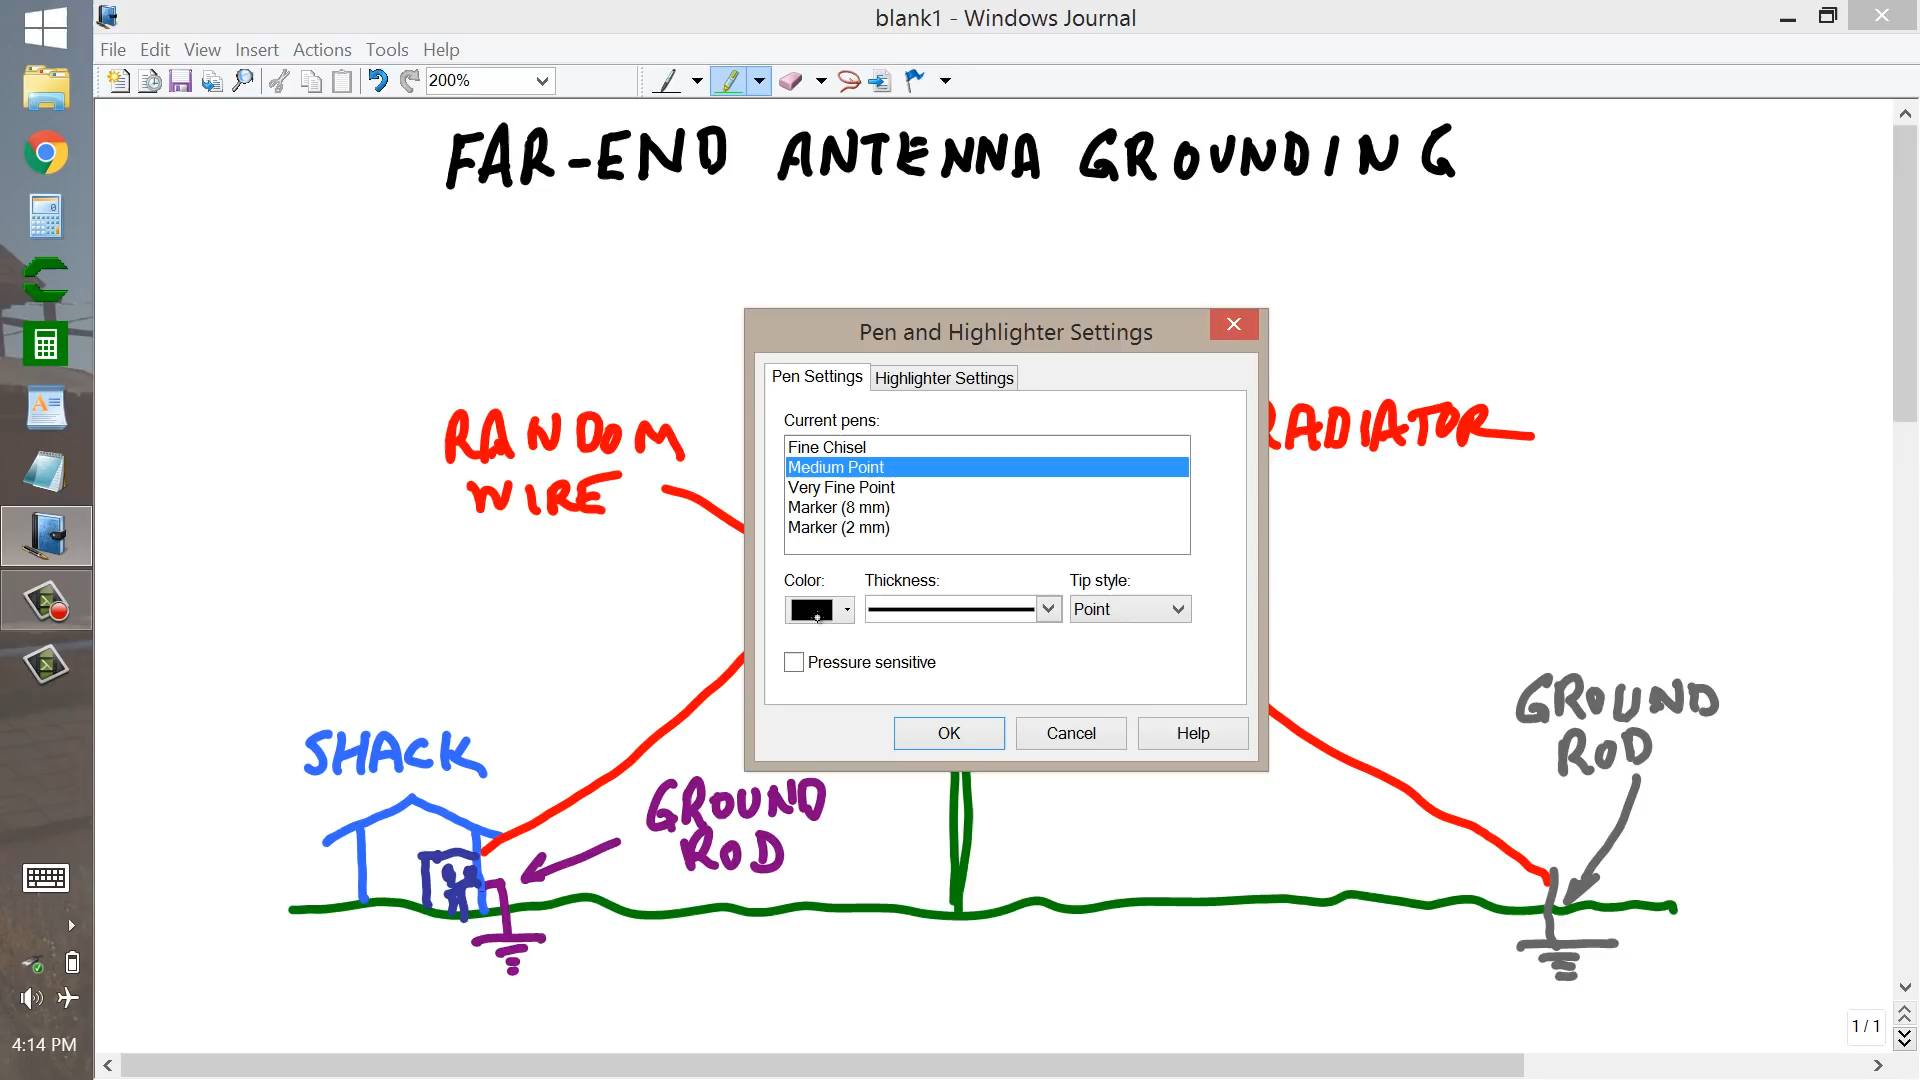 blank1 - Windows Journal
File Edit View Insert Actions Tools Help
200%
FAR-END ANTENNA GROUNDING
Pen and Highlighter Settings
Pen Settings Highlighter Settings
Current pens:
Fine Chisel
Medium Point
Very Fine Point
Marker (8 mm)
Marker (2 mm)
Color: Thickness: Tip style:
Point
Pressure sensitive
OK Cancel Help
RANDOM
WIRE
RADIATOR
SHACK
GROUND
ROD
GROUND
ROD
1 / 1
4:14 PM